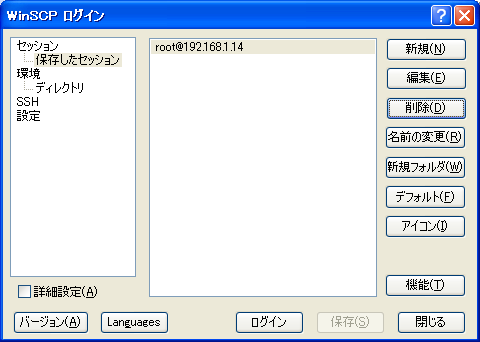 WinSCP ログイン
セッション
保存したセッション
環境
ディレクトリ
SSH
設定
root@192.168.1.14
新規(N)
編集(E)
削除(D)
名前の変更(R)
新規フォルダ(W)
デフォルト(F)
アイコン(I)
機能(T)
詳細設定(A)
バージョン(A)
Languages
ログイン
保存(S)
閉じる